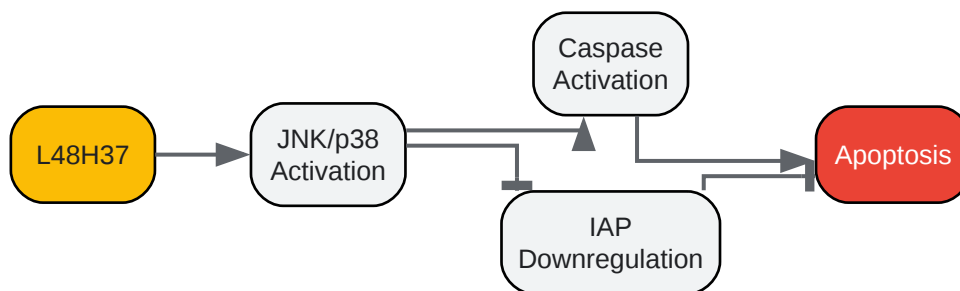 L48H37
JNK/p38
Activation
Caspase
Activation
IAP
Downregulation
Apoptosis